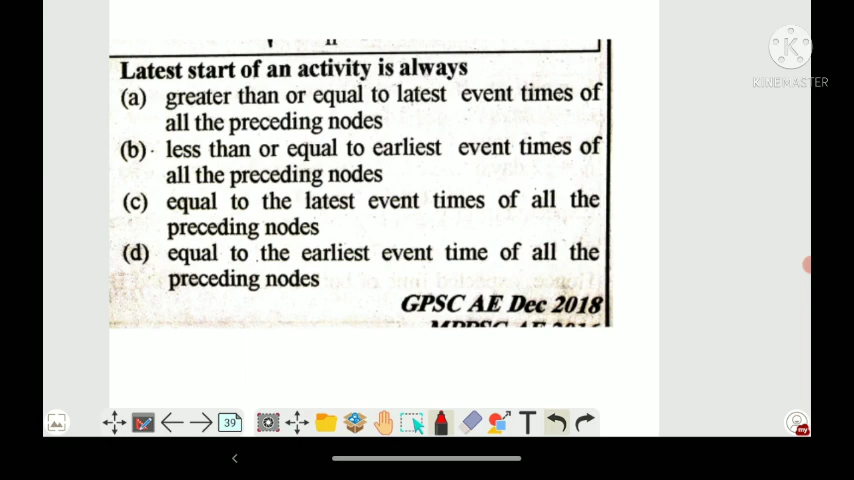 Latest start of an activity is always
(a) greater than or equal to latest event times of
all the preceding nodes
(b) less than or equal to earliest event times of
all the preceding nodes
(c) equal to the latest event times of all the
preceding nodes
(d) equal to the earliest event time of all the
preceding nodes
GPSC AE Dec 2018
K
KINEMASTER
39
T
my